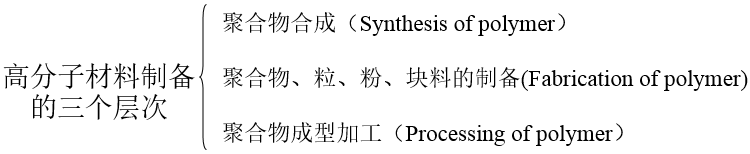 高分子材料制备
的三个层次
聚合物合成（Synthesis of polymer）
聚合物、粒、粉、块料的制备(Fabrication of polymer)
聚合物成型加工（Processing of polymer）